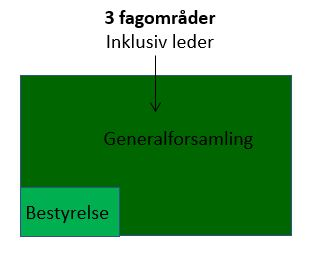 3 fagområder
Inklusiv leder
Generalforsamling
Bestyrelse